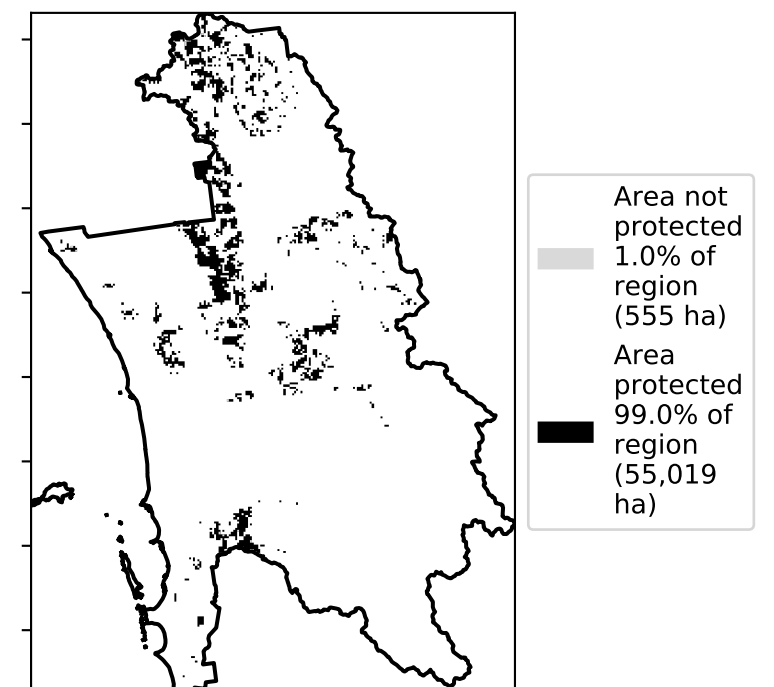 Area not
protected
1.0% of
region
(555 ha)
Area
protected
99.0% of
region
(55,019
ha)